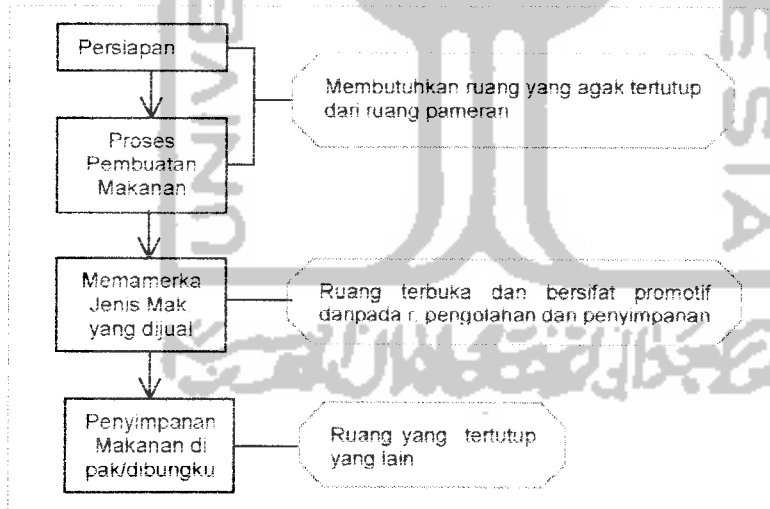 Persiapan
Membutuhkan ruang yang agak tertutup
dari ruang pameran
Proses
Pembuatan
Makanan
Memamerka
Jenis Mak
yang dijual
Ruang terbuka dan bersifat promotif
daripada r. pengolahan dan penyimpanan
Penyimpanan
Makanan di
pak/dibungku
Ruang yang tertutup
yang lain